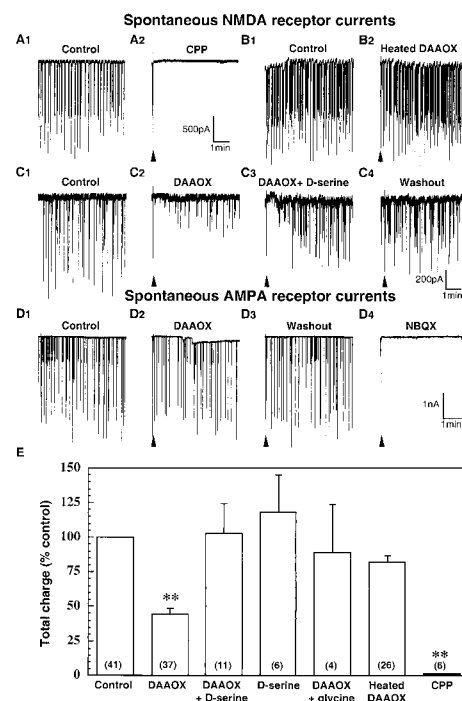 Spontaneous NMDA receptor currents
A1 A2 B1 B2
Control CPP Control Heated DAAOX
500pA
1min
C1 C2 C3 C4
Control DAAOX DAAOX+ D-serine Washout
200pA
1min
Spontaneous AMPA receptor currents
D1 D2 D3 D4
Control DAAOX Washout NBQX
1nA
1min
E
Total charge (% control)
150
125
100
75
50
25
0
** **
(41) (37) (11) (6) (4) (26) (6)
Control DAAOX DAAOX D-serine DAAOX Heated CPP
+ D-serine + glycine DAAOX